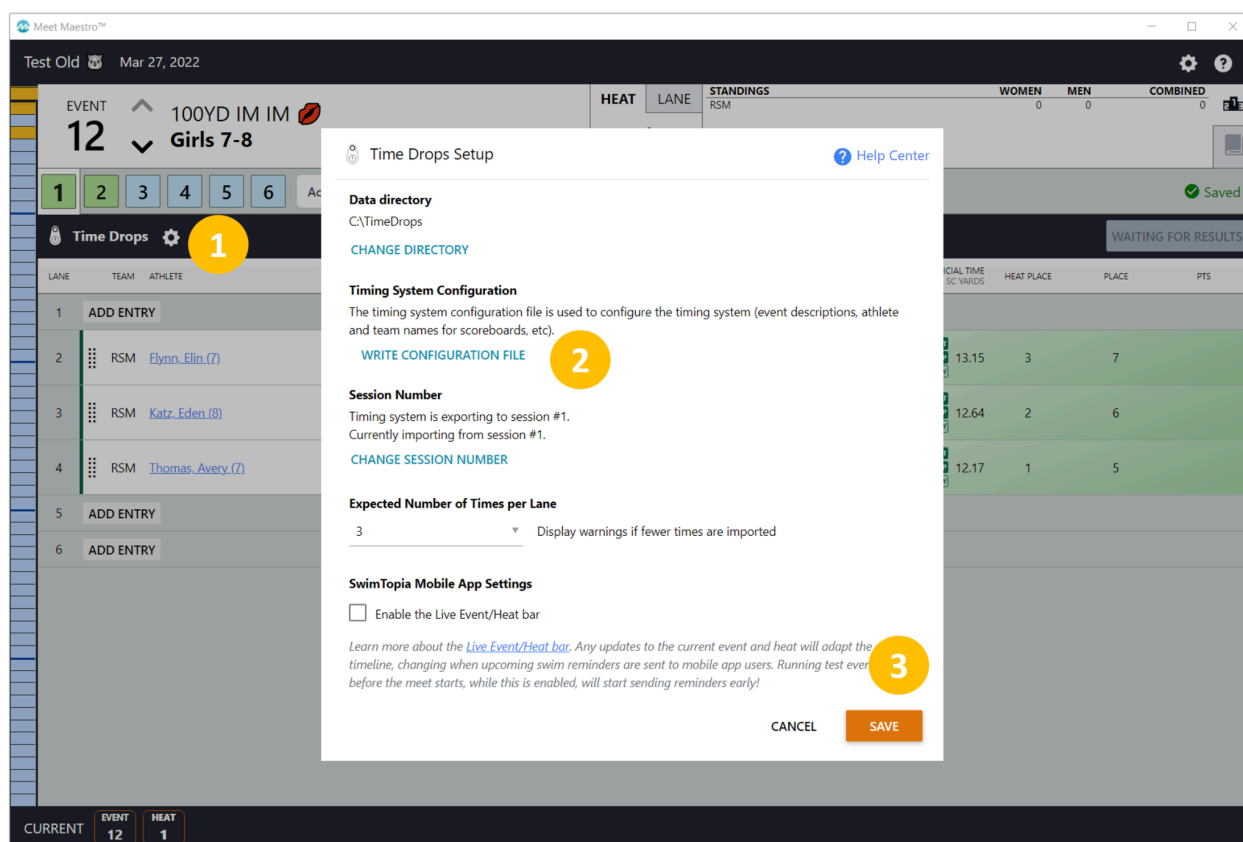 Meet Maestro™
Test Old Mar 27, 2022
EVENT
12
100YD IM IM
Girls 7-8
HEAT LANE
STANDINGS WOMEN MEN COMBINED
RSM 0 0 0
1 2 3 4 5 6
Saved
Time Drops
1
WAITING FOR RESULTS
LANE TEAM ATHLETE
TIME HEAT PLACE PLACE PTS
SC YARDS
1 ADD ENTRY
2 RSM Flynn, Elin (7) 13.15 3 7
3 RSM Katz, Eden (8) 12.64 2 6
4 RSM Thomas, Avery (7) 12.17 1 5
5 ADD ENTRY
6 ADD ENTRY
Time Drops Setup
? Help Center
Data directory
C:\TimeDrops
CHANGE DIRECTORY
Timing System Configuration
The timing system configuration file is used to configure the timing system (event descriptions, athlete
and team names for scoreboards, etc).
WRITE CONFIGURATION FILE
2
Session Number
Timing system is exporting to session #1.
Currently importing from session #1.
CHANGE SESSION NUMBER
Expected Number of Times per Lane
3 Display warnings if fewer times are imported
SwimTopia Mobile App Settings
Enable the Live Event/Heat bar
Learn more about the Live Event/Heat bar. Any updates to the current event and heat will adapt the
timeline, changing when upcoming swim reminders are sent to mobile app users. Running test
before the meet starts, while this is enabled, will start sending reminders early!
3
CANCEL SAVE
CURRENT
EVENT
12
HEAT
1